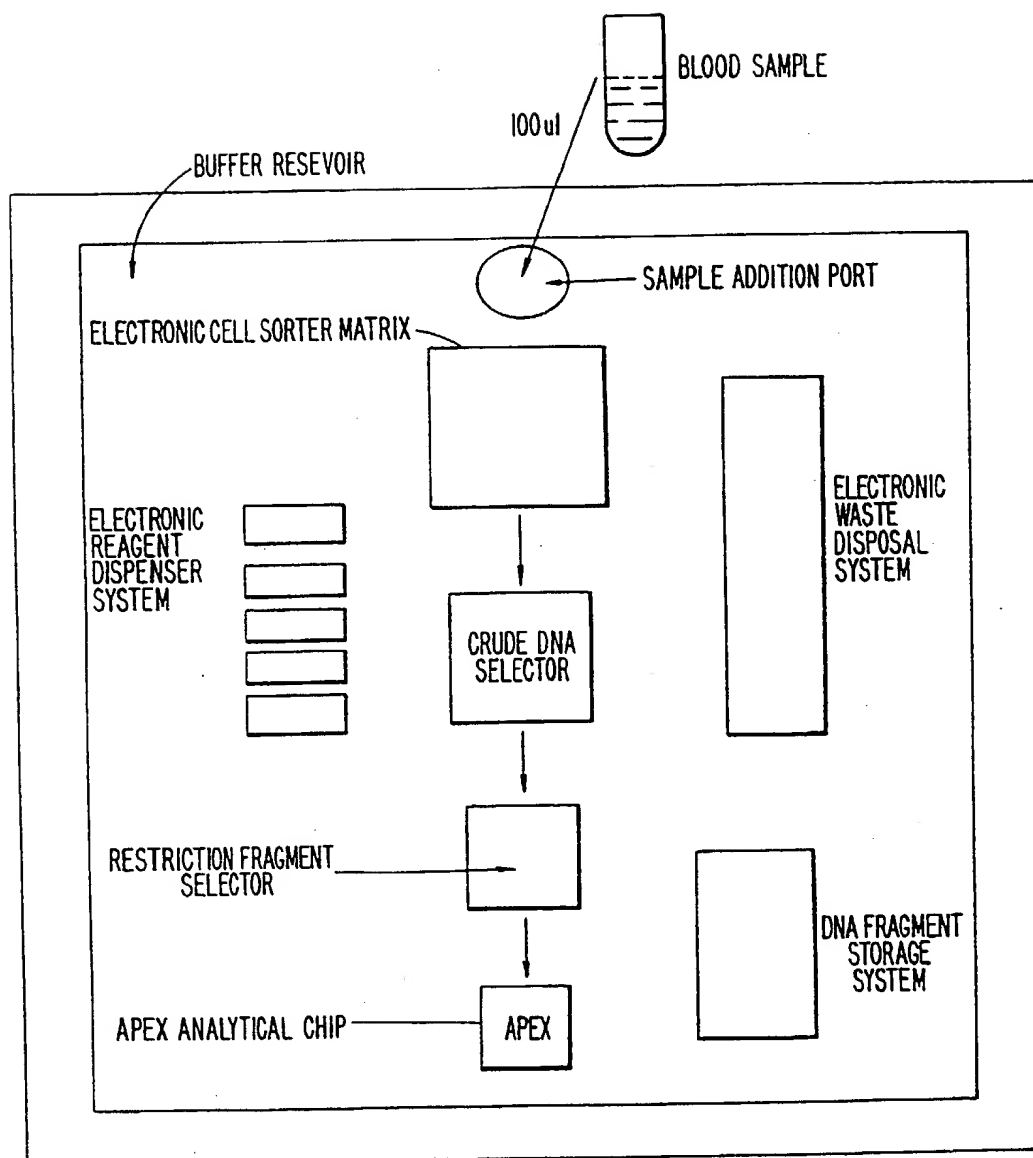 BLOOD SAMPLE
100ul
BUFFER RESEVOIR
SAMPLE ADDITION PORT
ELECTRONIC CELL SORTER MATRIX
ELECTRONIC
REAGENT
DISPENSER
SYSTEM
ELECTRONIC
WASTE
DISPOSAL
SYSTEM
CRUDE DNA
SELECTOR
RESTRICTION FRAGMENT
SELECTOR
DNA FRAGMENT
STORAGE
SYSTEM
APEX ANALYTICAL CHIP
APEX